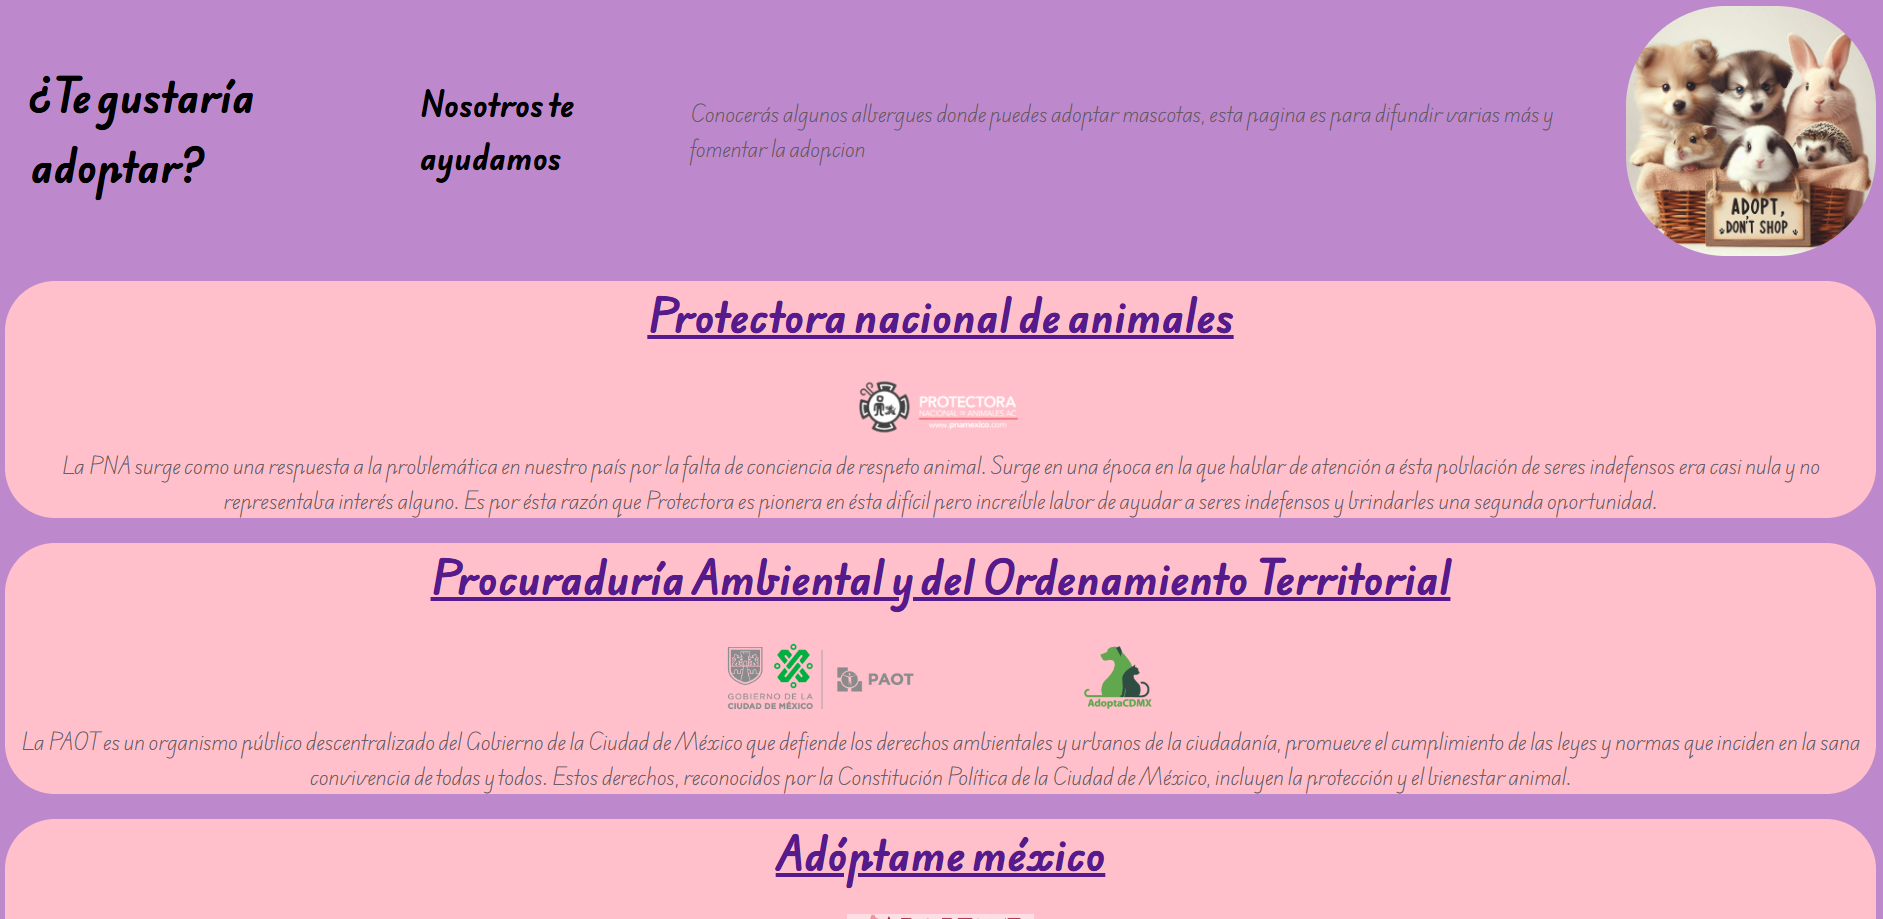 ¿Te gustaría
adoptar?
Nosotros te
ayudamos
Conocerás algunos albergues donde puedes adoptar mascotas, esta pagina es para difundir varias más y
fomentar la adopcion
ADOPT,
DON'T SHOP
Protectora nacional de animales
PROTECTORA
NACIONAL DE ANIMALES AC
www.pnamexico.com
La PNA surge como una respuesta a la problemática en nuestro país por la falta de conciencia de respeto animal. Surge en una época en la que hablar de atención a ésta población de seres indefensos era casi nula y no
representaba interés alguno. Es por ésta razón que Protectora es pionera en ésta difícil pero increíble labor de ayudar a seres indefensos y brindarles una segunda oportunidad.
Procuraduría Ambiental y del Ordenamiento Territorial
GOBIERNO DE LA
CIUDAD DE MÉXICO
PAOT
AdoptaCDMX
La PAOT es un organismo público descentralizado del Gobierno de la Ciudad de México que defiende los derechos ambientales y urbanos de la ciudadanía, promueve el cumplimiento de las leyes y normas que inciden en la sana
convivencia de todas y todos. Estos derechos, reconocidos por la Constitución Política de la Ciudad de México, incluyen la protección y el bienestar animal.
Adóptame méxico